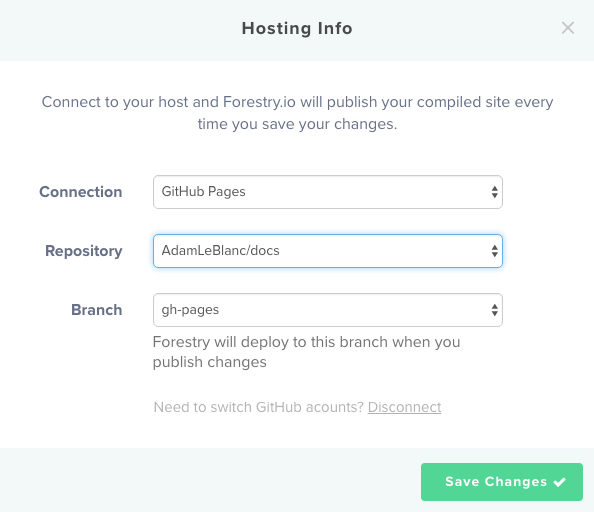 Hosting Info
Connect to your host and Forestry.io will publish your compiled site every
time you save your changes.
Connection
GitHub Pages
Repository
AdamLeBlanc/docs
Branch
gh-pages
Forestry will deploy to this branch when you
publish changes
Need to switch GitHub acounts? Disconnect
Save Changes